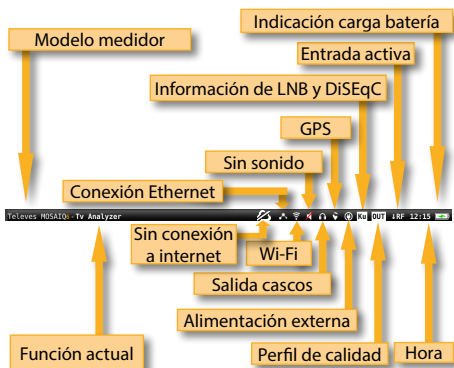 Indicación carga batería
Modelo medidor
Entrada activa
Información de LNB y DiSEqC
GPS
Sin sonido
Conexión Ethernet
Televes MOSAIQ6-Tv Analyzer Ku OUT ↓RF 12:15
Sin conexión
a internet
Wi-Fi
Salida cascos
Alimentación externa
Función actual
Perfil de calidad
Hora